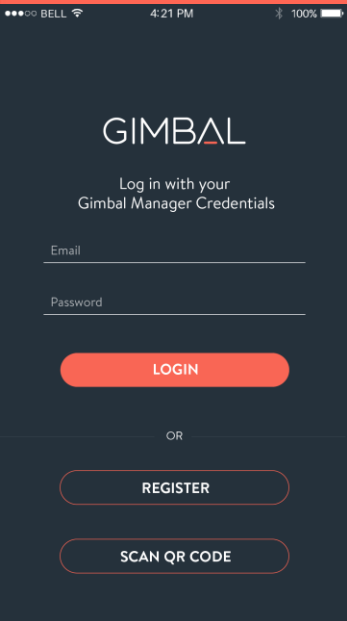 BELL 4:21 PM 100%
GIMBAL
Log in with your
Gimbal Manager Credentials
Email
Password
LOGIN
OR
REGISTER
SCAN QR CODE